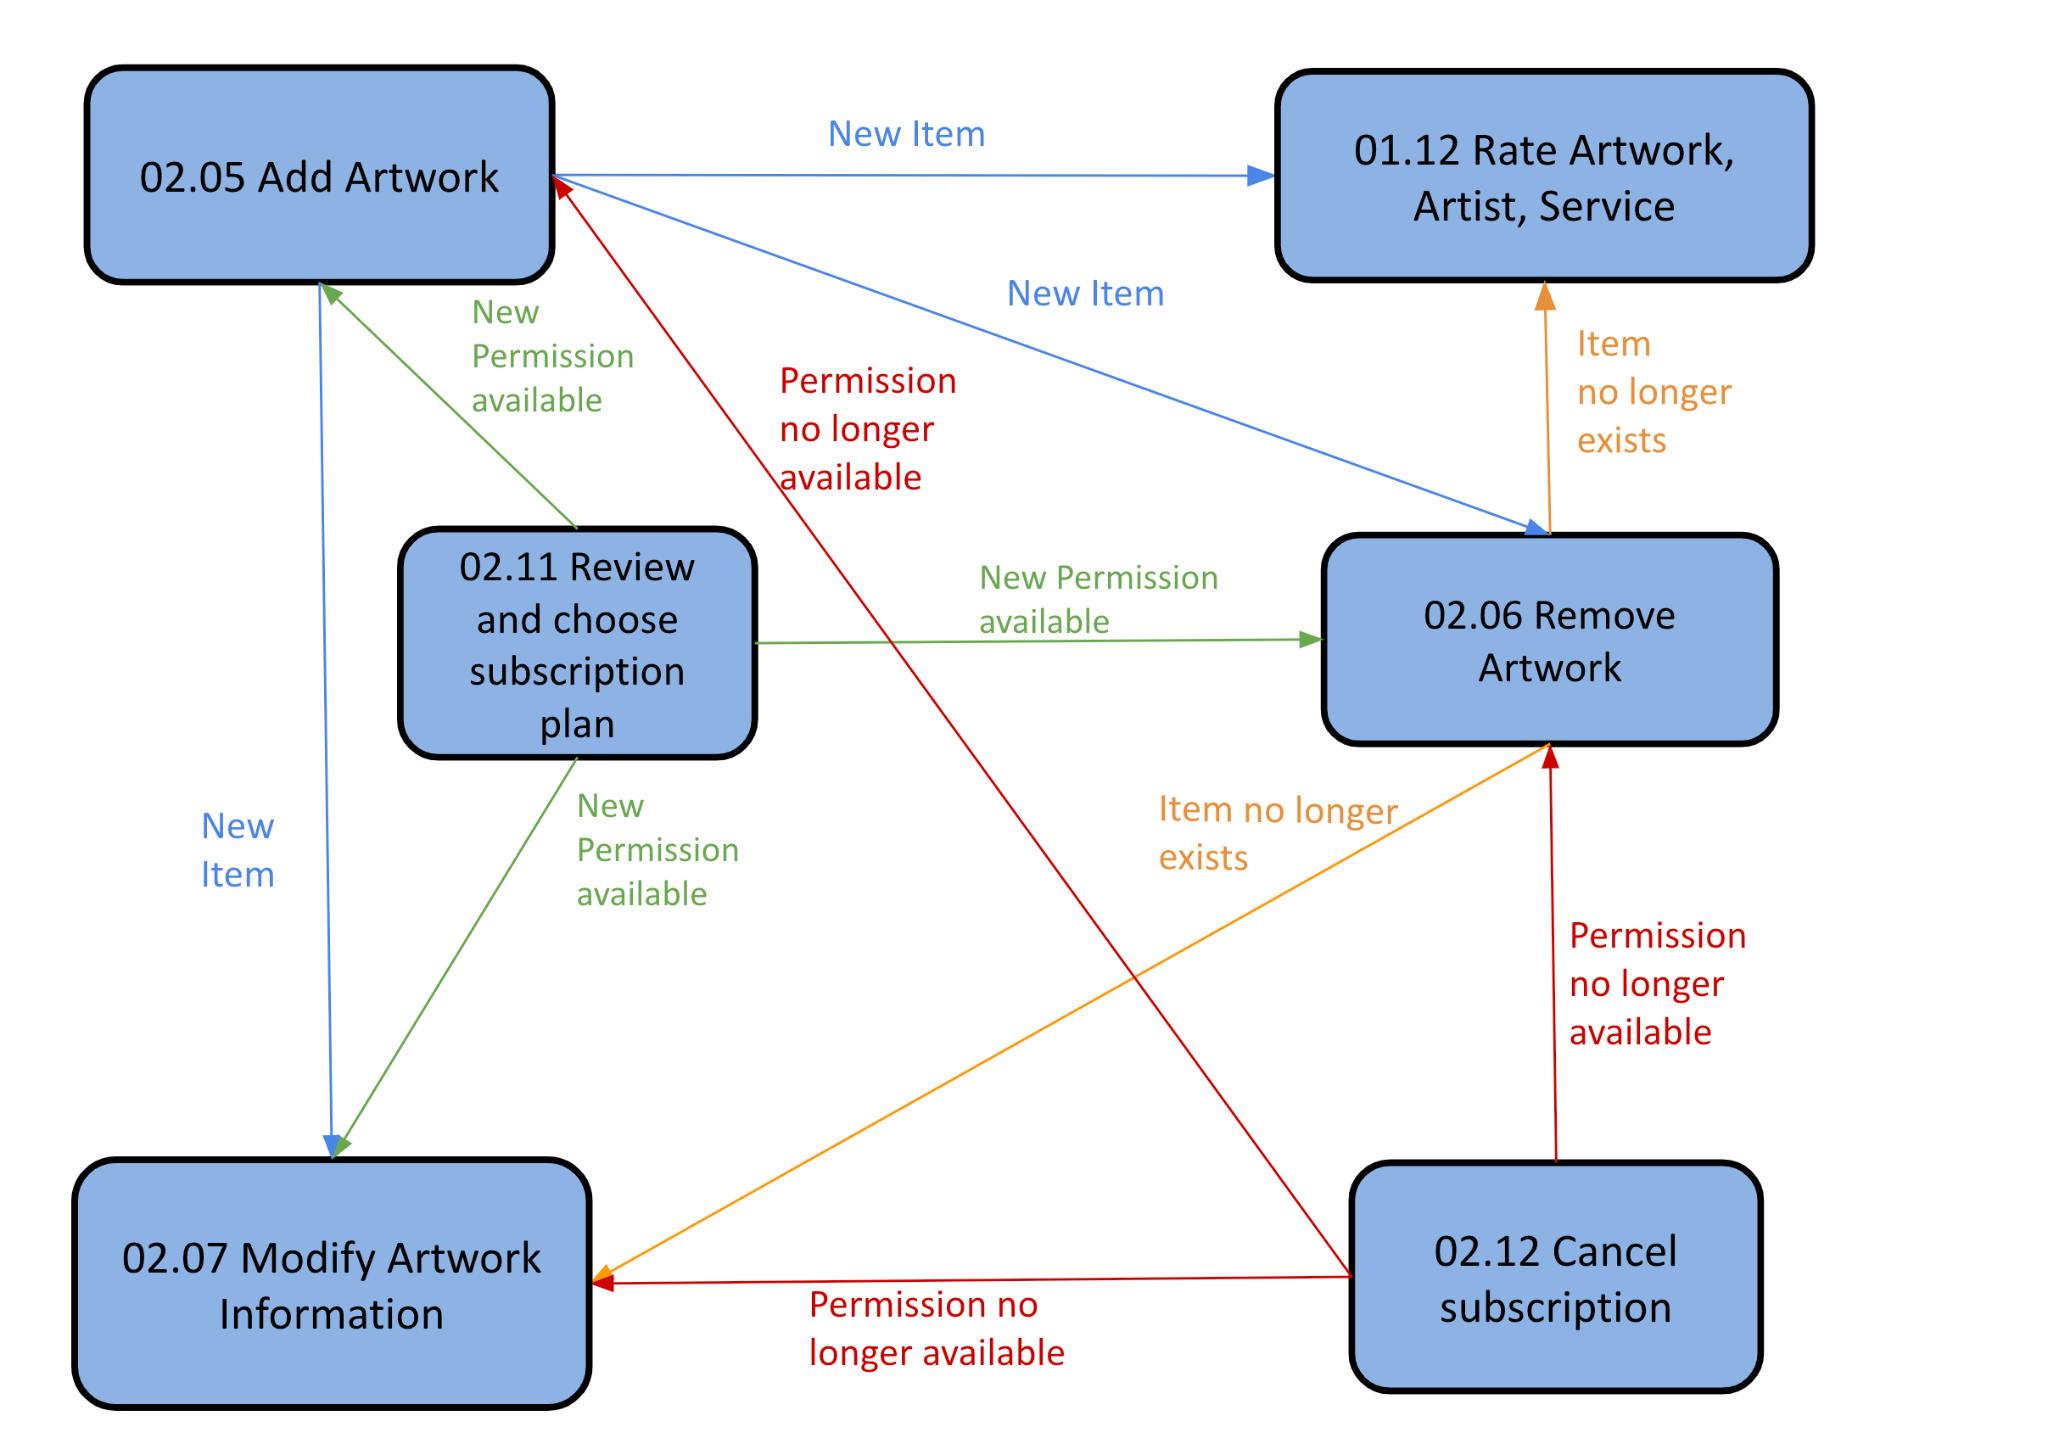 02.05 Add Artwork
New Item
01.12 Rate Artwork,
Artist, Service
New Item
New
Permission
available
Permission
no longer
available
Item
no longer
exists
02.11 Review
and choose
subscription
plan
New Permission
available
02.06 Remove
Artwork
New
Item
New
Permission
available
Item no longer
exists
Permission
no longer
available
02.07 Modify Artwork
Information
Permission no
longer available
02.12 Cancel
subscription